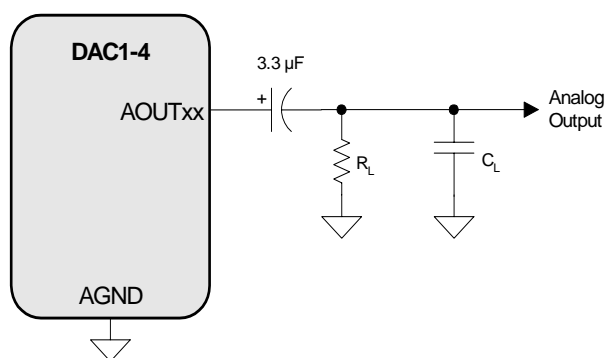 DAC1-4
3.3 µF
AOUTxx
+
Analog
Output
R_L
C_L
AGND